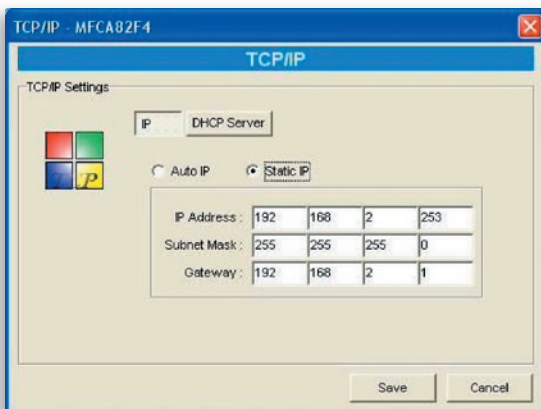 TCP/IP - MFCA82F4
TCP/IP
TCP/IP Settings
IP DHCP Server
Auto IP Static IP
IP Address : 192 168 2 253
Subnet Mask : 255 255 255 0
Gateway : 192 168 2 1
Save Cancel